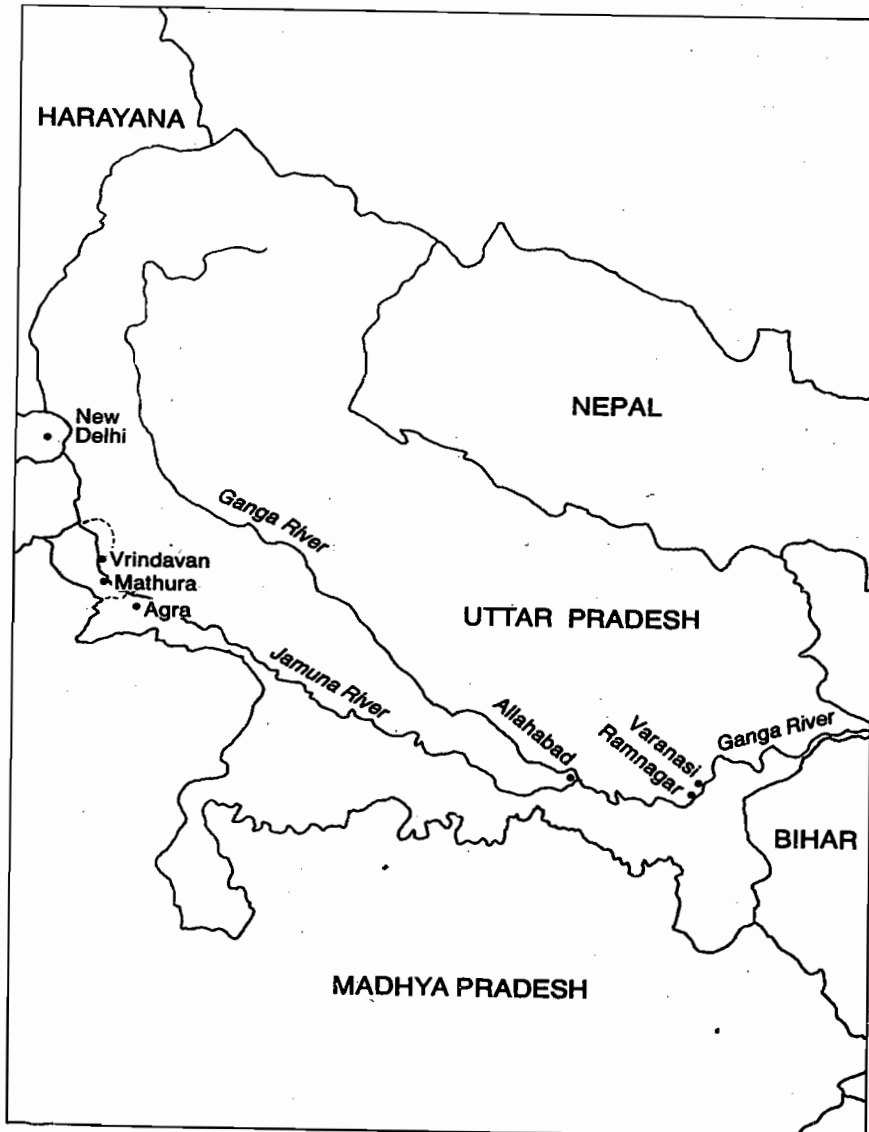 HARAYANA
New
Delhi
NEPAL
Ganga River
Vrindavan
Mathura
Agra
UTTAR PRADESH
Jamuna River
Allahabad
Varanasi
Ramnagar
Ganga River
BIHAR
MADHYA PRADESH